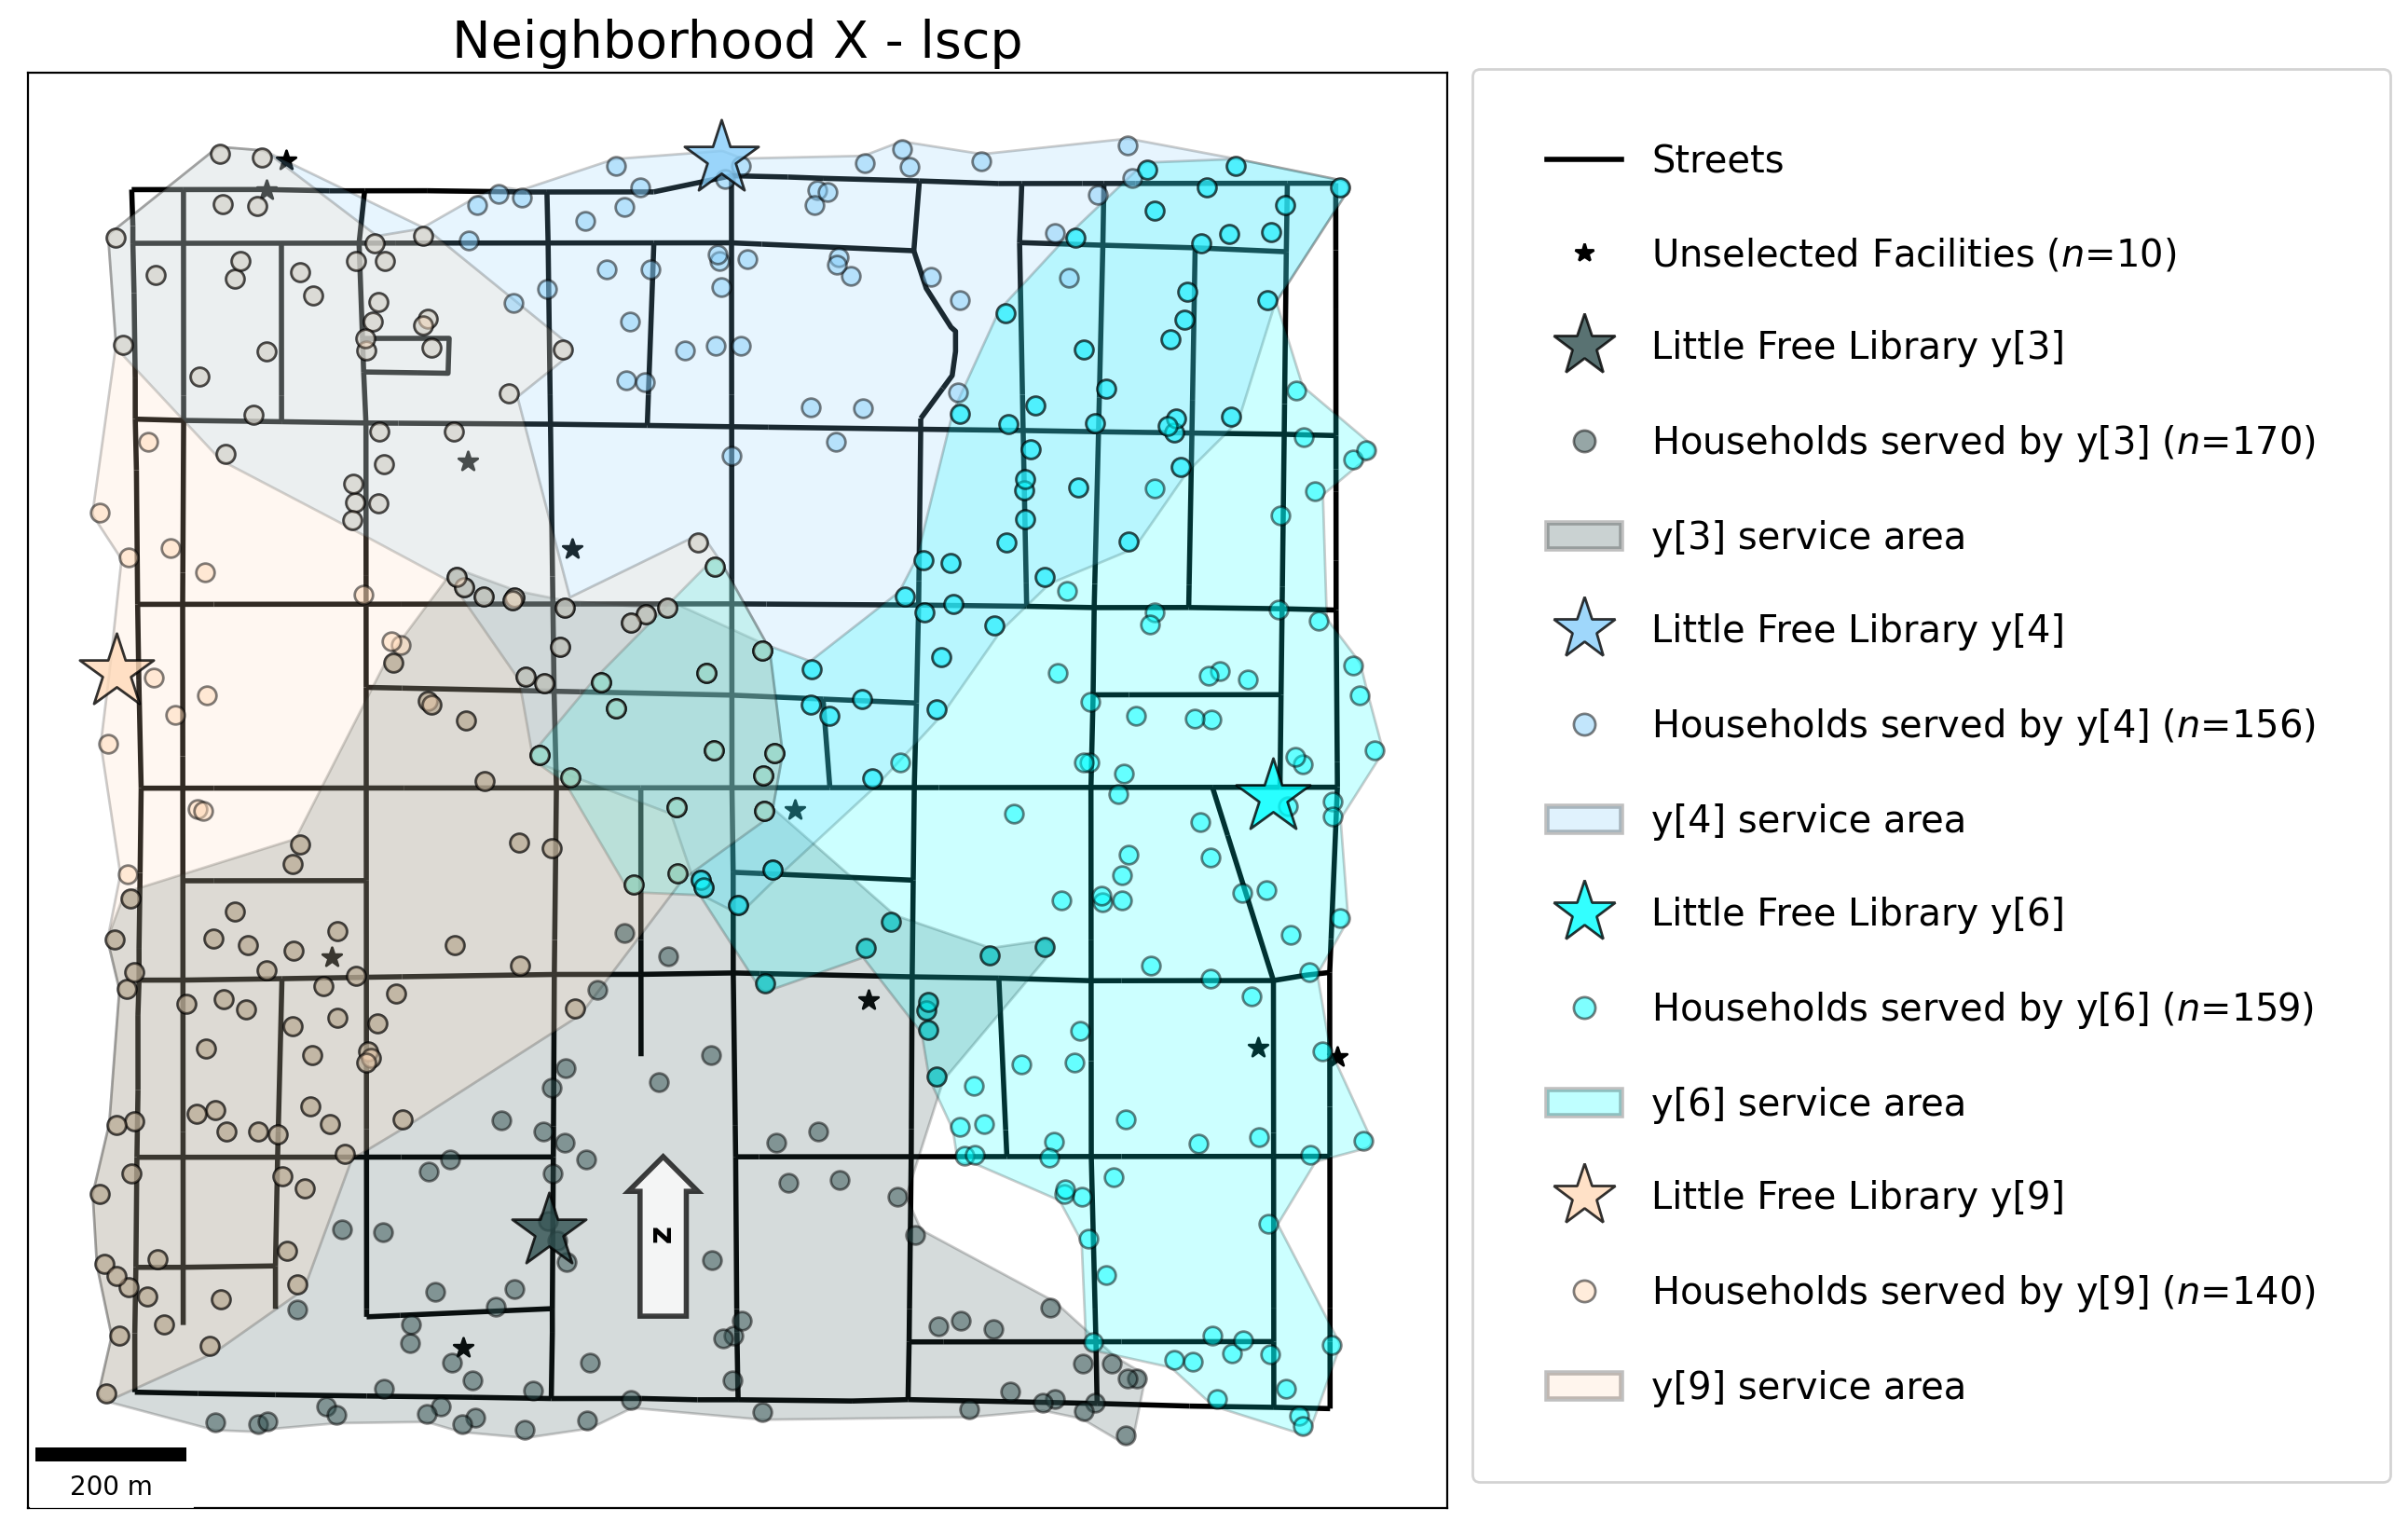 Neighborhood X - lscp
Streets
Unselected Facilities (n=10)
Little Free Library y[3]
Households served by y[3] (n=170)
y[3] service area
Little Free Library y[4]
Households served by y[4] (n=156)
y[4] service area
Little Free Library y[6]
Households served by y[6] (n=159)
y[6] service area
Little Free Library y[9]
Households served by y[9] (n=140)
y[9] service area
z
200 m